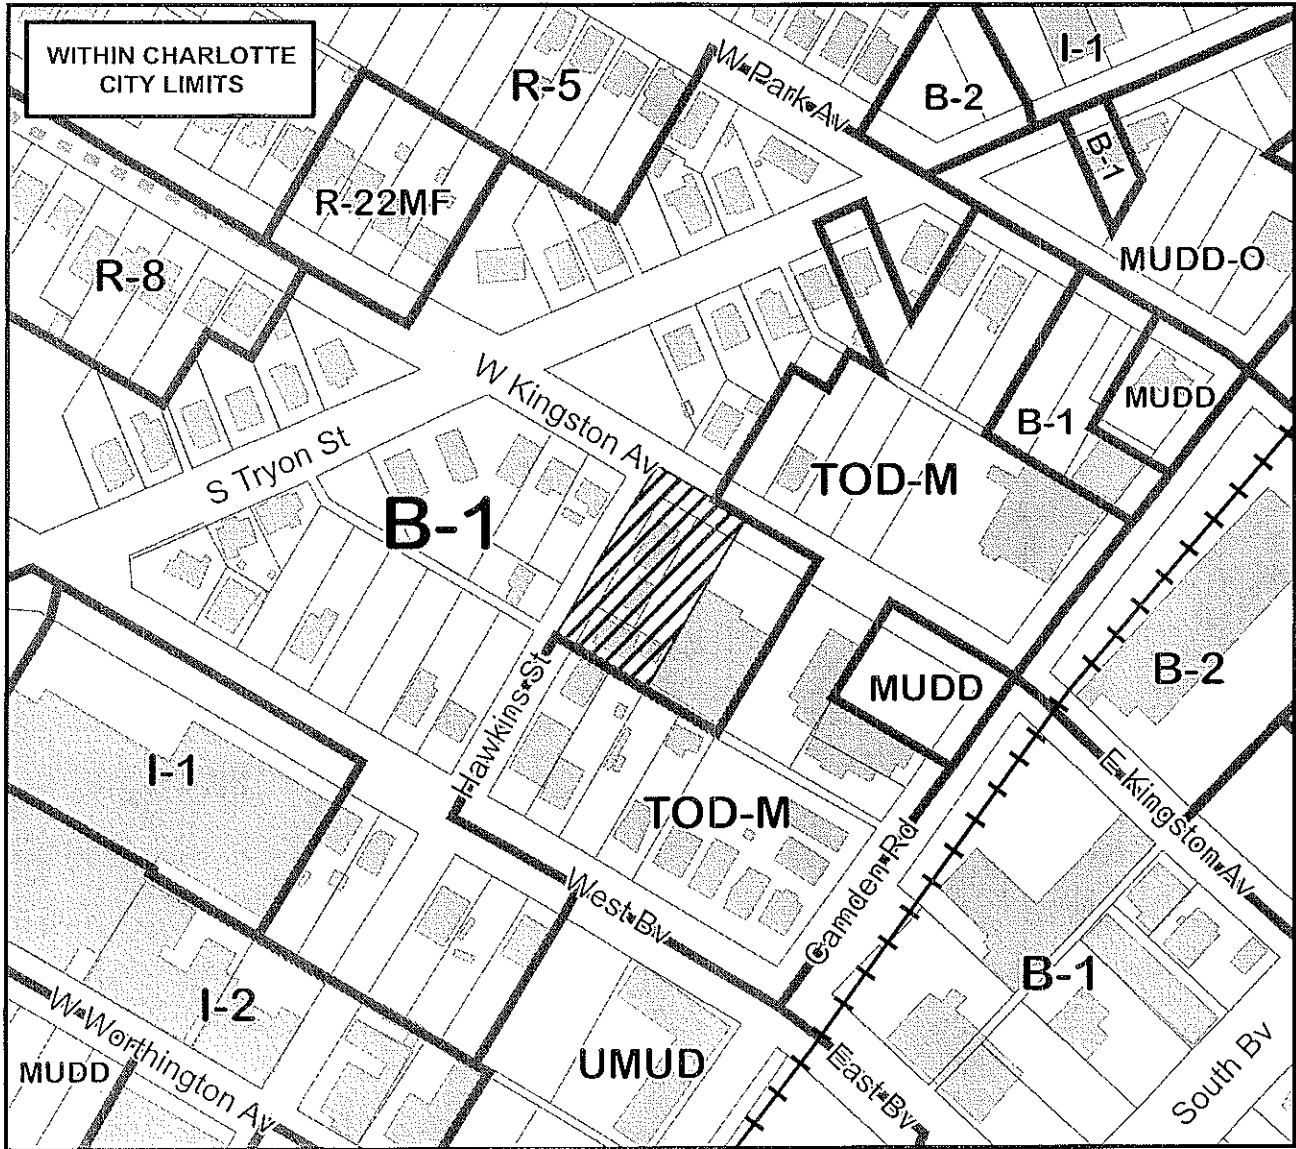 WITHIN CHARLOTTE
CITY LIMITS
R-5
W Park Av
B-2
I-1
B-1
R-22MF
R-8
MUDD-O
W Kingston Av
B-1
MUDD
S Tryon St
TOD-M
B-1
B-2
MUDD
Hawkins St
I-1
TOD-M
E Kingston Av
Camden Rd
West Bv
B-1
I-2
W Worthington Av
MUDD
UMUD
East Bv
South Bv